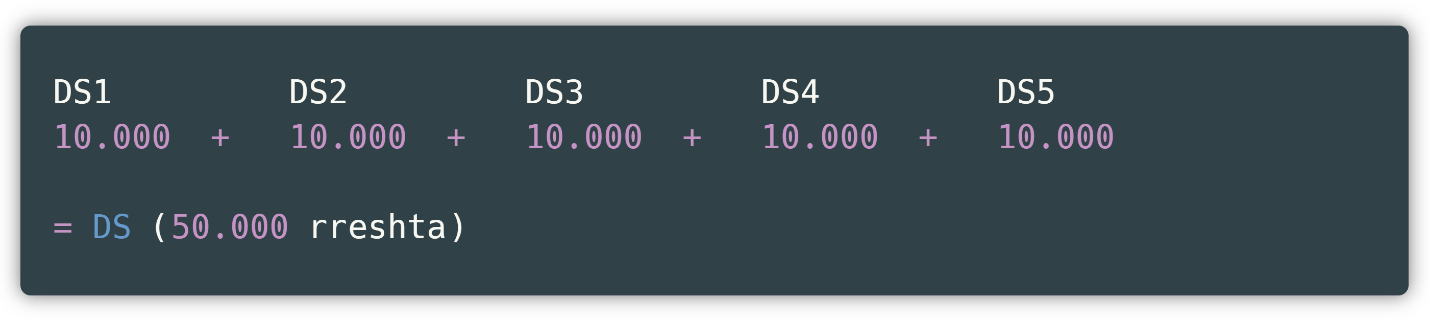 DS1 DS2 DS3 DS4 DS5
10.000 + 10.000 + 10.000 + 10.000 + 10.000
= DS (50.000 rreshta)